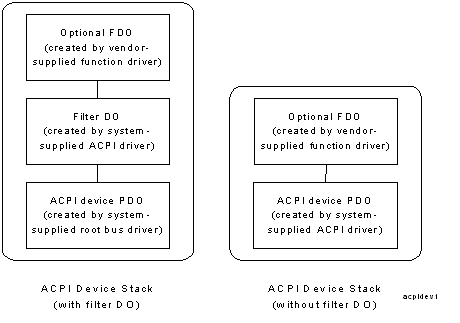 Optional FDO
(created by vendor-
supplied function driver)
Filter DO
(created by system-
supplied ACPI driver)
ACPI device PDO
(created by system-
supplied root bus driver)
ACPI Device Stack
(with filter DO)
Optional FDO
(created by vendor-
supplied function driver)
ACPI device PDO
(created by system-
supplied ACPI driver)
ACPI Device Stack
(without filter DO)
acpidev1